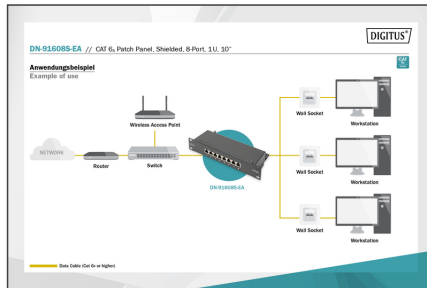 DIGITUS®
DN-91608S-EA // CAT 6A Patch Panel, Shielded, 8-Port, 1U, 10"
Anwendungsbeispiel
Example of use
Wireless Access Point
NETWORK
Router
Switch
DN-91608S-EA
Wall Socket
Workstation
Wall Socket
Workstation
Wall Socket
Workstation
Data Cable (Cat 6A or higher)